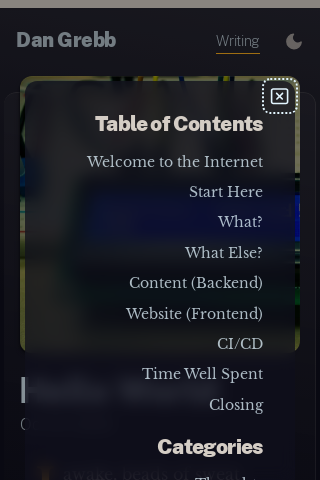 Dan Grebb
Writing
Table of Contents
Welcome to the Internet
Start Here
What?
What Else?
Content (Backend)
Website (Frontend)
CI/CD
Time Well Spent
Closing
Categories